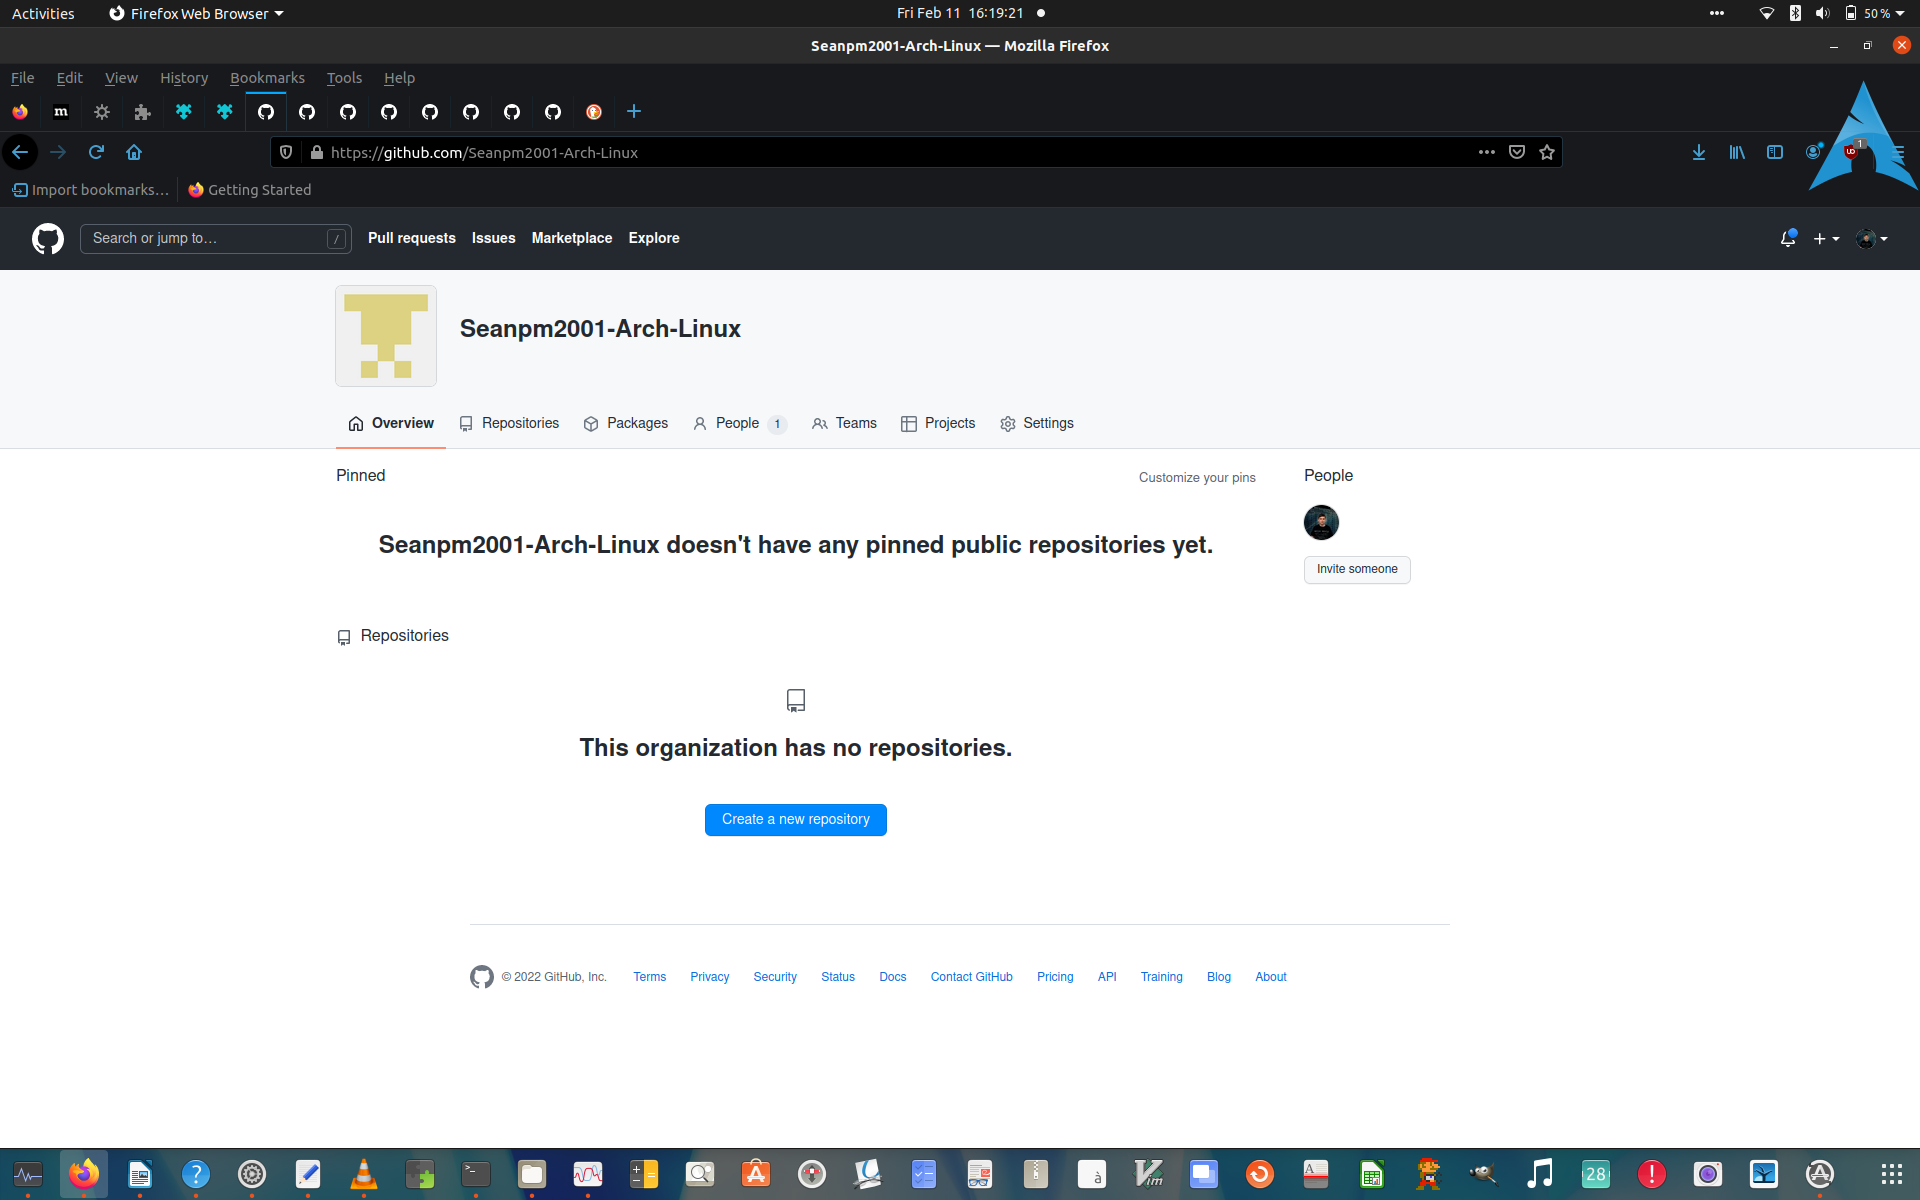 Activities Firefox Web Browser Fri Feb 11 16:19:21 50 %
Seanpm2001-Arch-Linux — Mozilla Firefox
File Edit View History Bookmarks Tools Help
m
https://github.com/Seanpm2001-Arch-Linux 1
Import bookmarks... Getting Started
Search or jump to… / Pull requests Issues Marketplace Explore
Seanpm2001-Arch-Linux
Overview Repositories Packages People 1 Teams Projects Settings
Pinned Customize your pins People
Seanpm2001-Arch-Linux doesn't have any pinned public repositories yet.
Invite someone
Repositories
This organization has no repositories.
Create a new repository
© 2022 GitHub, Inc. Terms Privacy Security Status Docs Contact GitHub Pricing API Training Blog About
? >_ à Vim A 28 !